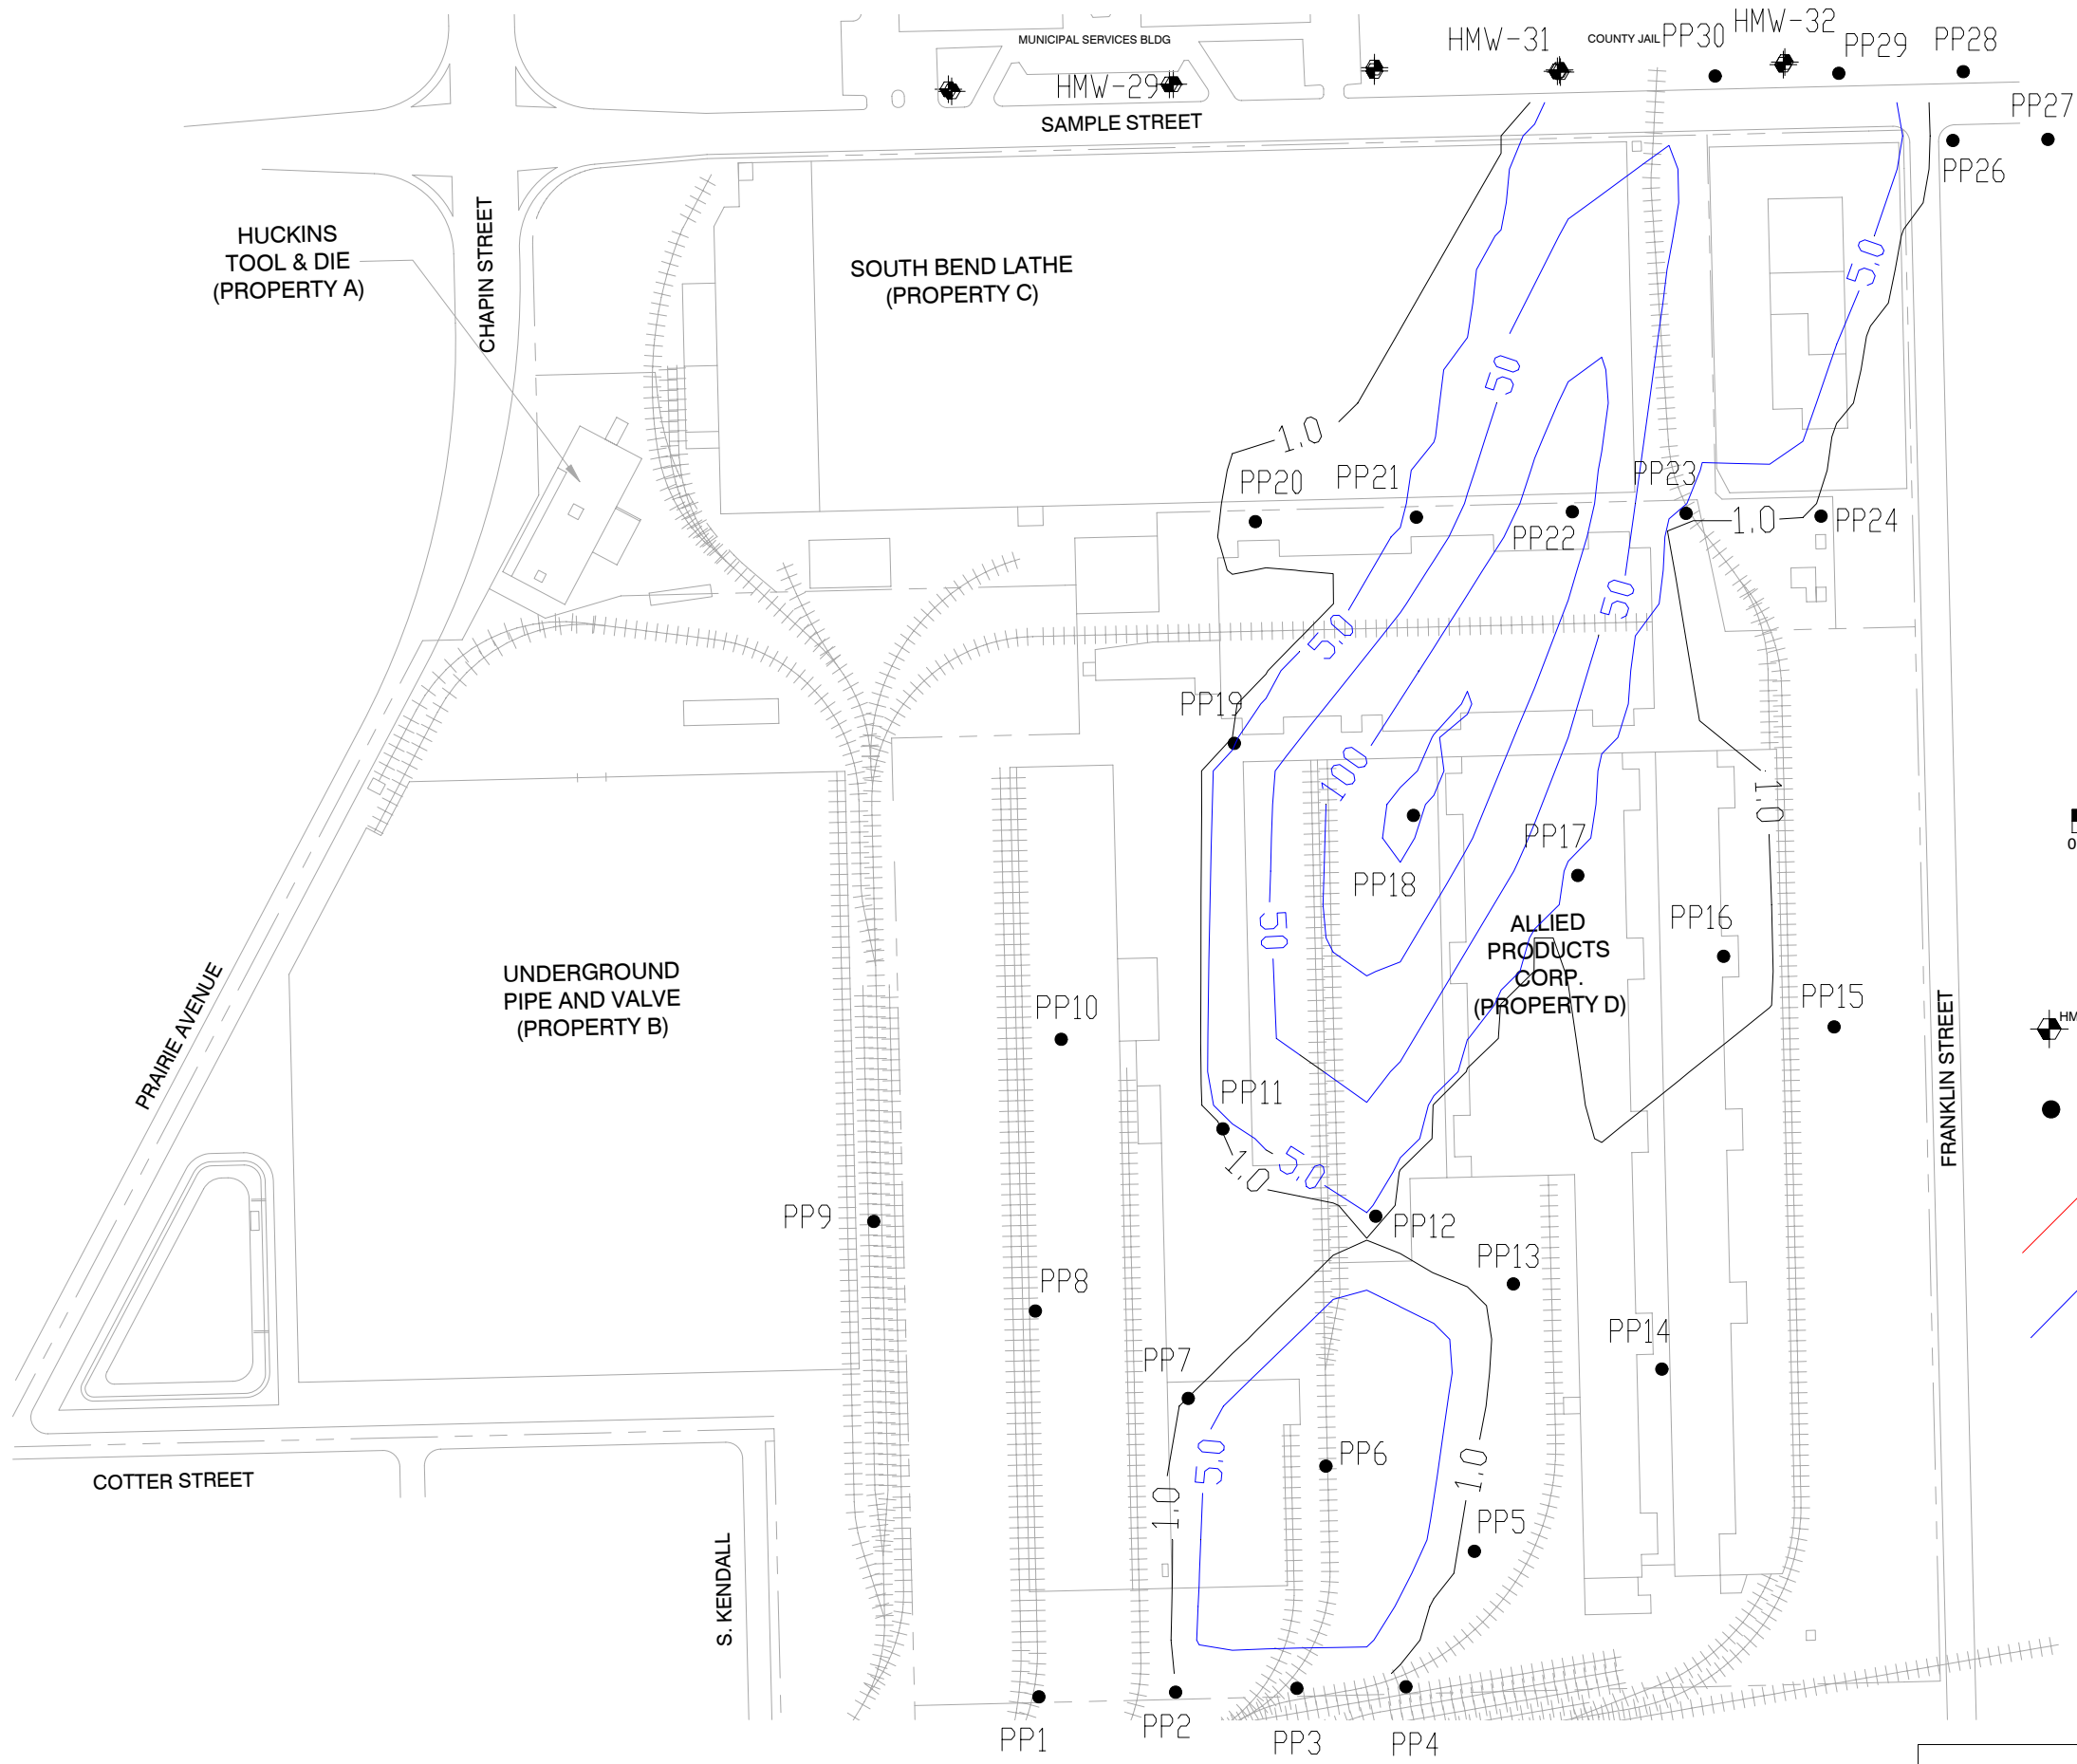 MUNICIPAL SERVICES BLDG
HMW-31
COUNTY JAIL
PP30
HMW-32
PP29
PP28
HMW-29
SAMPLE STREET
PP27
PP26
HUCKINS
TOOL & DIE
(PROPERTY A)
CHAPIN STREET
SOUTH BEND LATHE
(PROPERTY C)
5.0
50
1.0
PP20
PP21
PP22
PP23
1.0
PP24
50
5.0
PP19
100
1.0
PP17
PP18
50
PP16
ALLIED
PRODUCTS
CORP.
(PROPERTY D)
UNDERGROUND
PIPE AND VALVE
(PROPERTY B)
PP10
PP15
PRAIRIE AVENUE
FRANKLIN STREET
HM
0
PP11
1.0
5.0
PP9
PP12
PP13
PP8
PP14
PP7
5.0
PP6
1.0
1.0
PP5
COTTER STREET
S. KENDALL
PP1
PP2
PP3
PP4